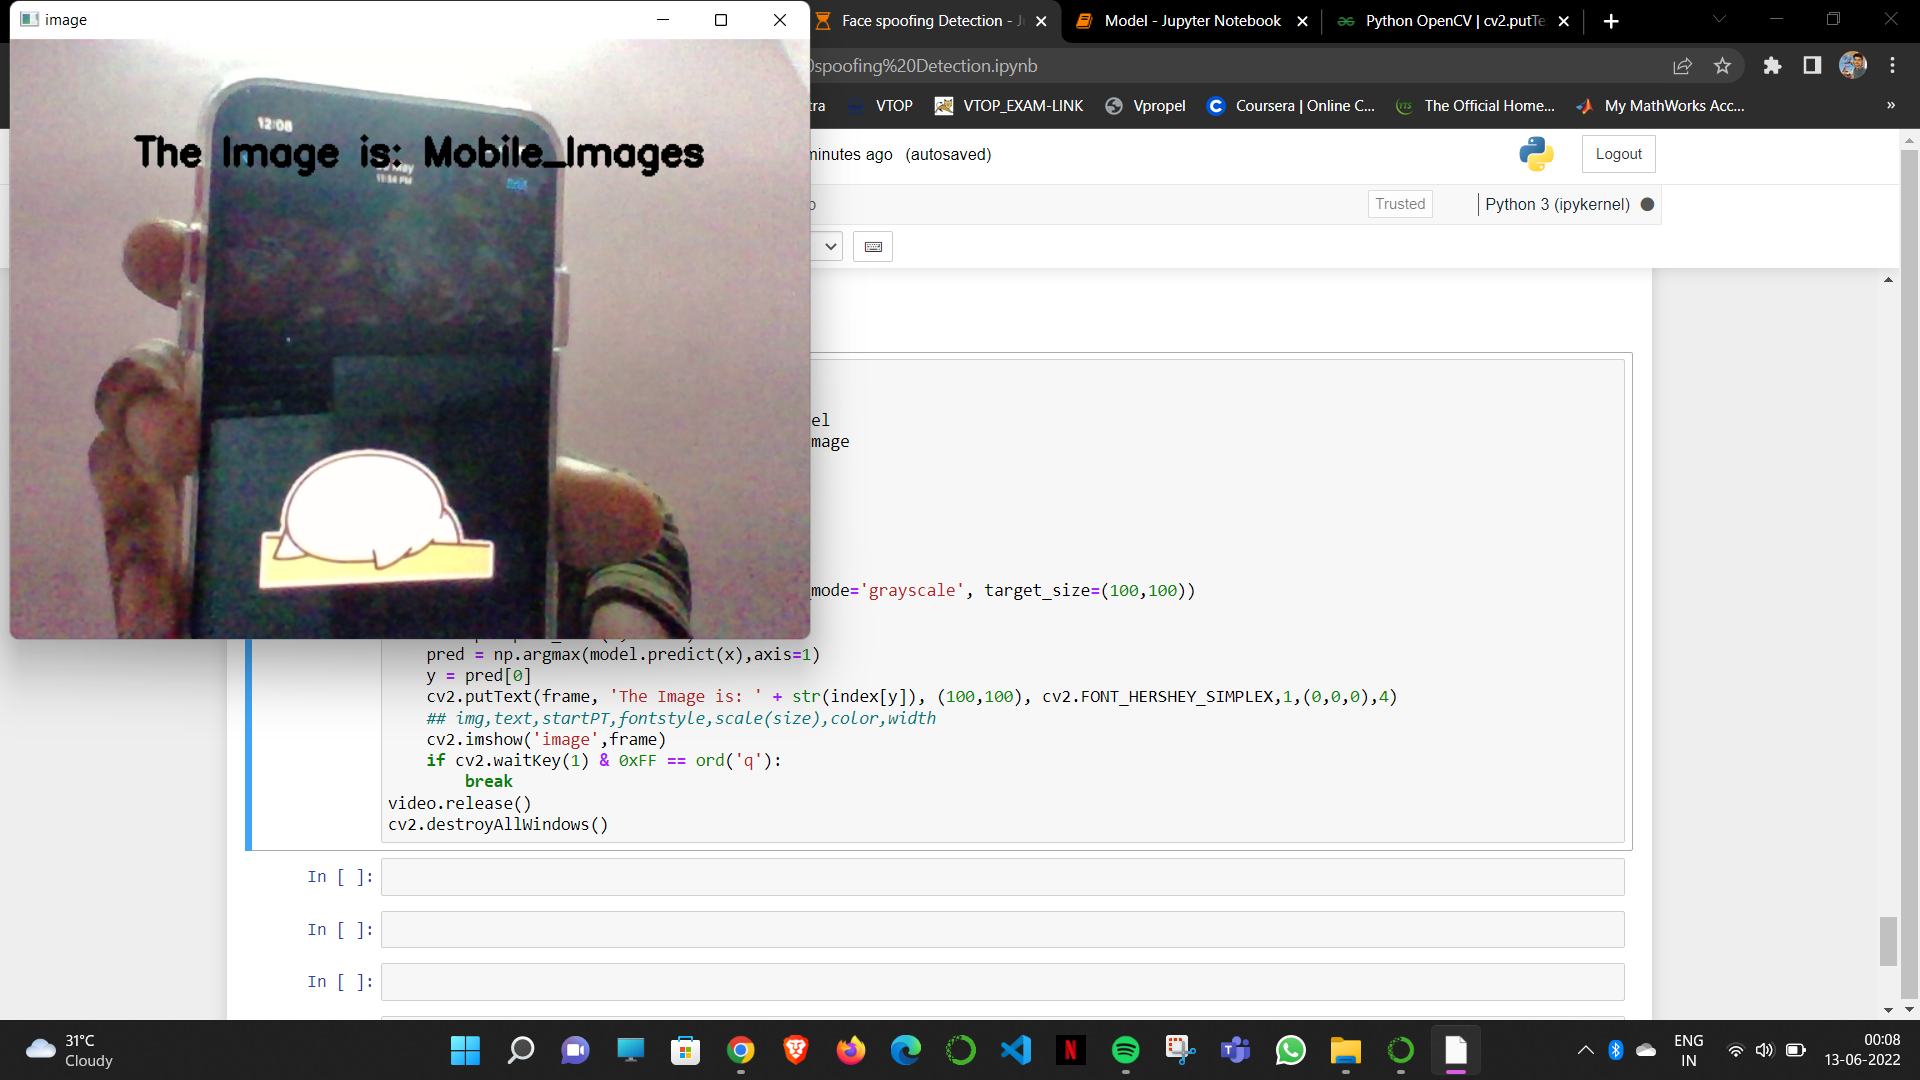 image
12:08
The Image is: Mobile_Images
11:54 PM
Face spoofing Detection - J
Model - Jupyter Notebook
Python OpenCV | cv2.putTe
spoofing%20Detection.ipynb
VTOP
VTOP_EXAM-LINK
Vpropel
Coursera | Online C...
The Official Home...
My MathWorks Acc...
»
minutes ago (autosaved)
Logout
Trusted
Python 3 (ipykernel)
el
mage
mode='grayscale', target_size=(100,100))
pred = np.argmax(model.predict(x),axis=1)
y = pred[0]
cv2.putText(frame, 'The Image is: ' + str(index[y]), (100,100), cv2.FONT_HERSHEY_SIMPLEX,1,(0,0,0),4)
## img,text,startPT,fontstyle,scale(size),color,width
cv2.imshow('image',frame)
if cv2.waitKey(1) & 0xFF == ord('q'):
break
video.release()
cv2.destroyAllWindows()
In [ ]:
In [ ]:
In [ ]:
31°C
Cloudy
ENG
IN
00:08
13-06-2022